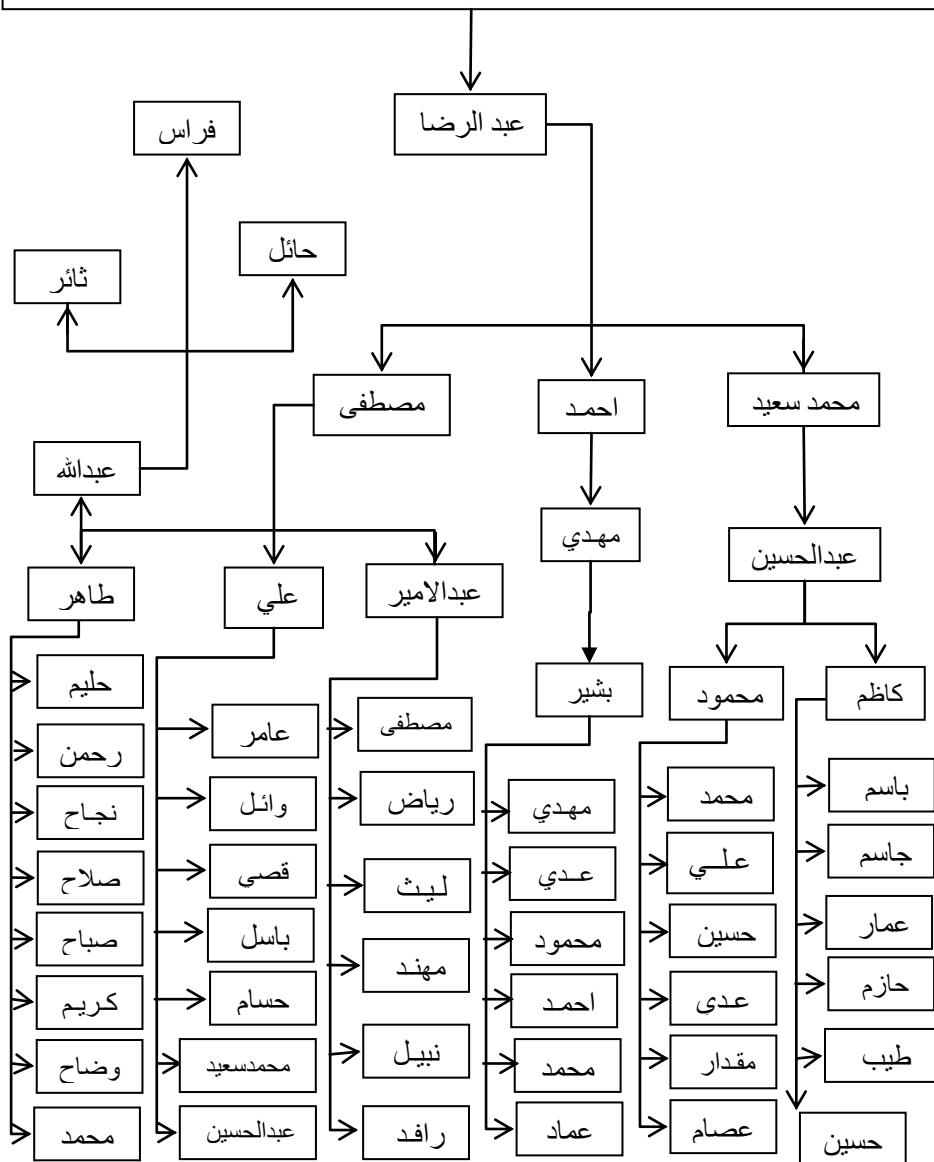 عبد الرضا
فراس
حائل
ثائر
محمد سعيد
احمد
مصطفى
عبدالله
مهدي
عبدالحسين
عبدالامير
علي
طاهر
كاظم
محمود
بشير
باسم
جاسم
عمار
حازم
طيب
حسين
محمد
علي
حسين
عدي
مقدار
عصام
مهدي
عدي
محمود
احمد
محمد
عماد
مصطفى
رياض
ليث
مهند
نبيل
رافد
عامر
وائل
قصي
باسل
حسام
محمدسعيد
عبدالحسين
حليم
رحمن
نجاح
صلاح
صباح
كريم
وضاح
محمد